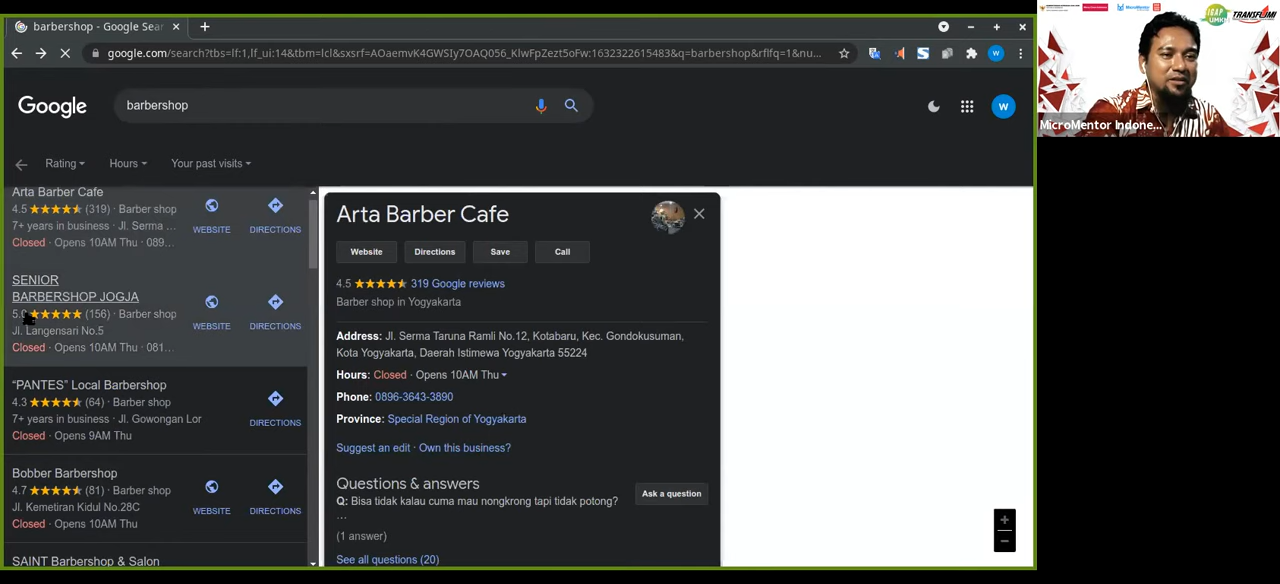 barbershop - Google Sear
google.com/search?tbs=lf:1,lf_ui:14&tbm=lcl&sxsrf=AOaemvK4GWSIy7OAQ056_KlwFpZezt5oFw:1632322615483&q=barbershop&rflfq=1&nu...
W
Google
barbershop
W
Rating
Hours
Your past visits
Arta Barber Cafe
4.5 (319) · Barber shop
7+ years in business · Jl. Serma ...
Closed · Opens 10AM Thu · 089...
WEBSITE
DIRECTIONS
SENIOR
BARBERSHOP JOGJA
5.0 (156) · Barber shop
Jl. Langensari No.5
Closed · Opens 10AM Thu · 081...
WEBSITE
DIRECTIONS
“PANTES” Local Barbershop
4.3 (64) · Barber shop
7+ years in business · Jl. Gowongan Lor
Closed · Opens 9AM Thu
DIRECTIONS
Bobber Barbershop
4.7 (81) · Barber shop
Jl. Kemetiran Kidul No.28C
Closed · Opens 10AM Thu
WEBSITE
DIRECTIONS
SAINT Barbershop & Salon
Arta Barber Cafe
Website
Directions
Save
Call
4.5 319 Google reviews
Barber shop in Yogyakarta
Address: Jl. Serma Taruna Ramli No.12, Kotabaru, Kec. Gondokusuman,
Kota Yogyakarta, Daerah Istimewa Yogyakarta 55224
Hours: Closed · Opens 10AM Thu
Phone: 0896-3643-3890
Province: Special Region of Yogyakarta
Suggest an edit · Own this business?
Questions & answers
Ask a question
Q: Bisa tidak kalau cuma mau nongkrong tapi tidak potong?
...
(1 answer)
See all questions (20)
MicroMentor
IGAP
UMKM
TRANSFUMI
MicroMentor Indone...